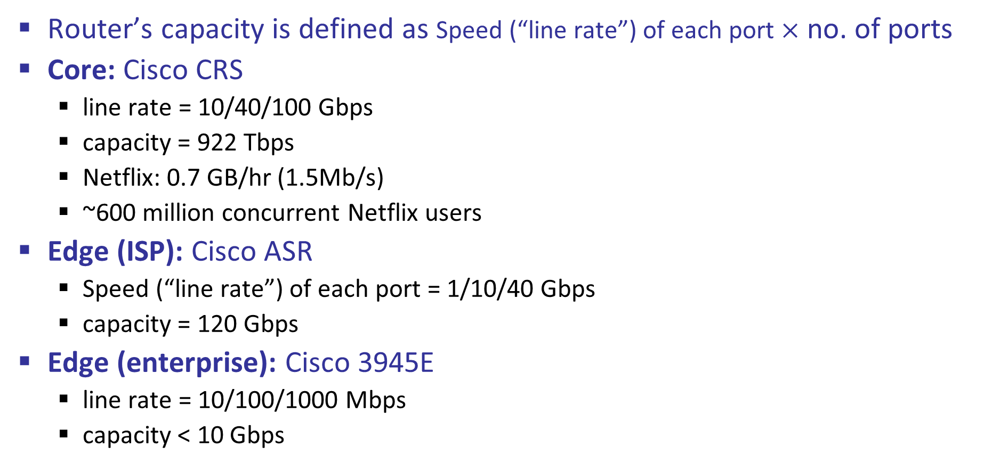 ▪ Router’s capacity is defined as Speed (“line rate”) of each port × no. of ports
▪ Core: Cisco CRS
▪ line rate = 10/40/100 Gbps
▪ capacity = 922 Tbps
▪ Netflix: 0.7 GB/hr (1.5Mb/s)
▪ ~600 million concurrent Netflix users
▪ Edge (ISP): Cisco ASR
▪ Speed (“line rate”) of each port = 1/10/40 Gbps
▪ capacity = 120 Gbps
▪ Edge (enterprise): Cisco 3945E
▪ line rate = 10/100/1000 Mbps
▪ capacity < 10 Gbps